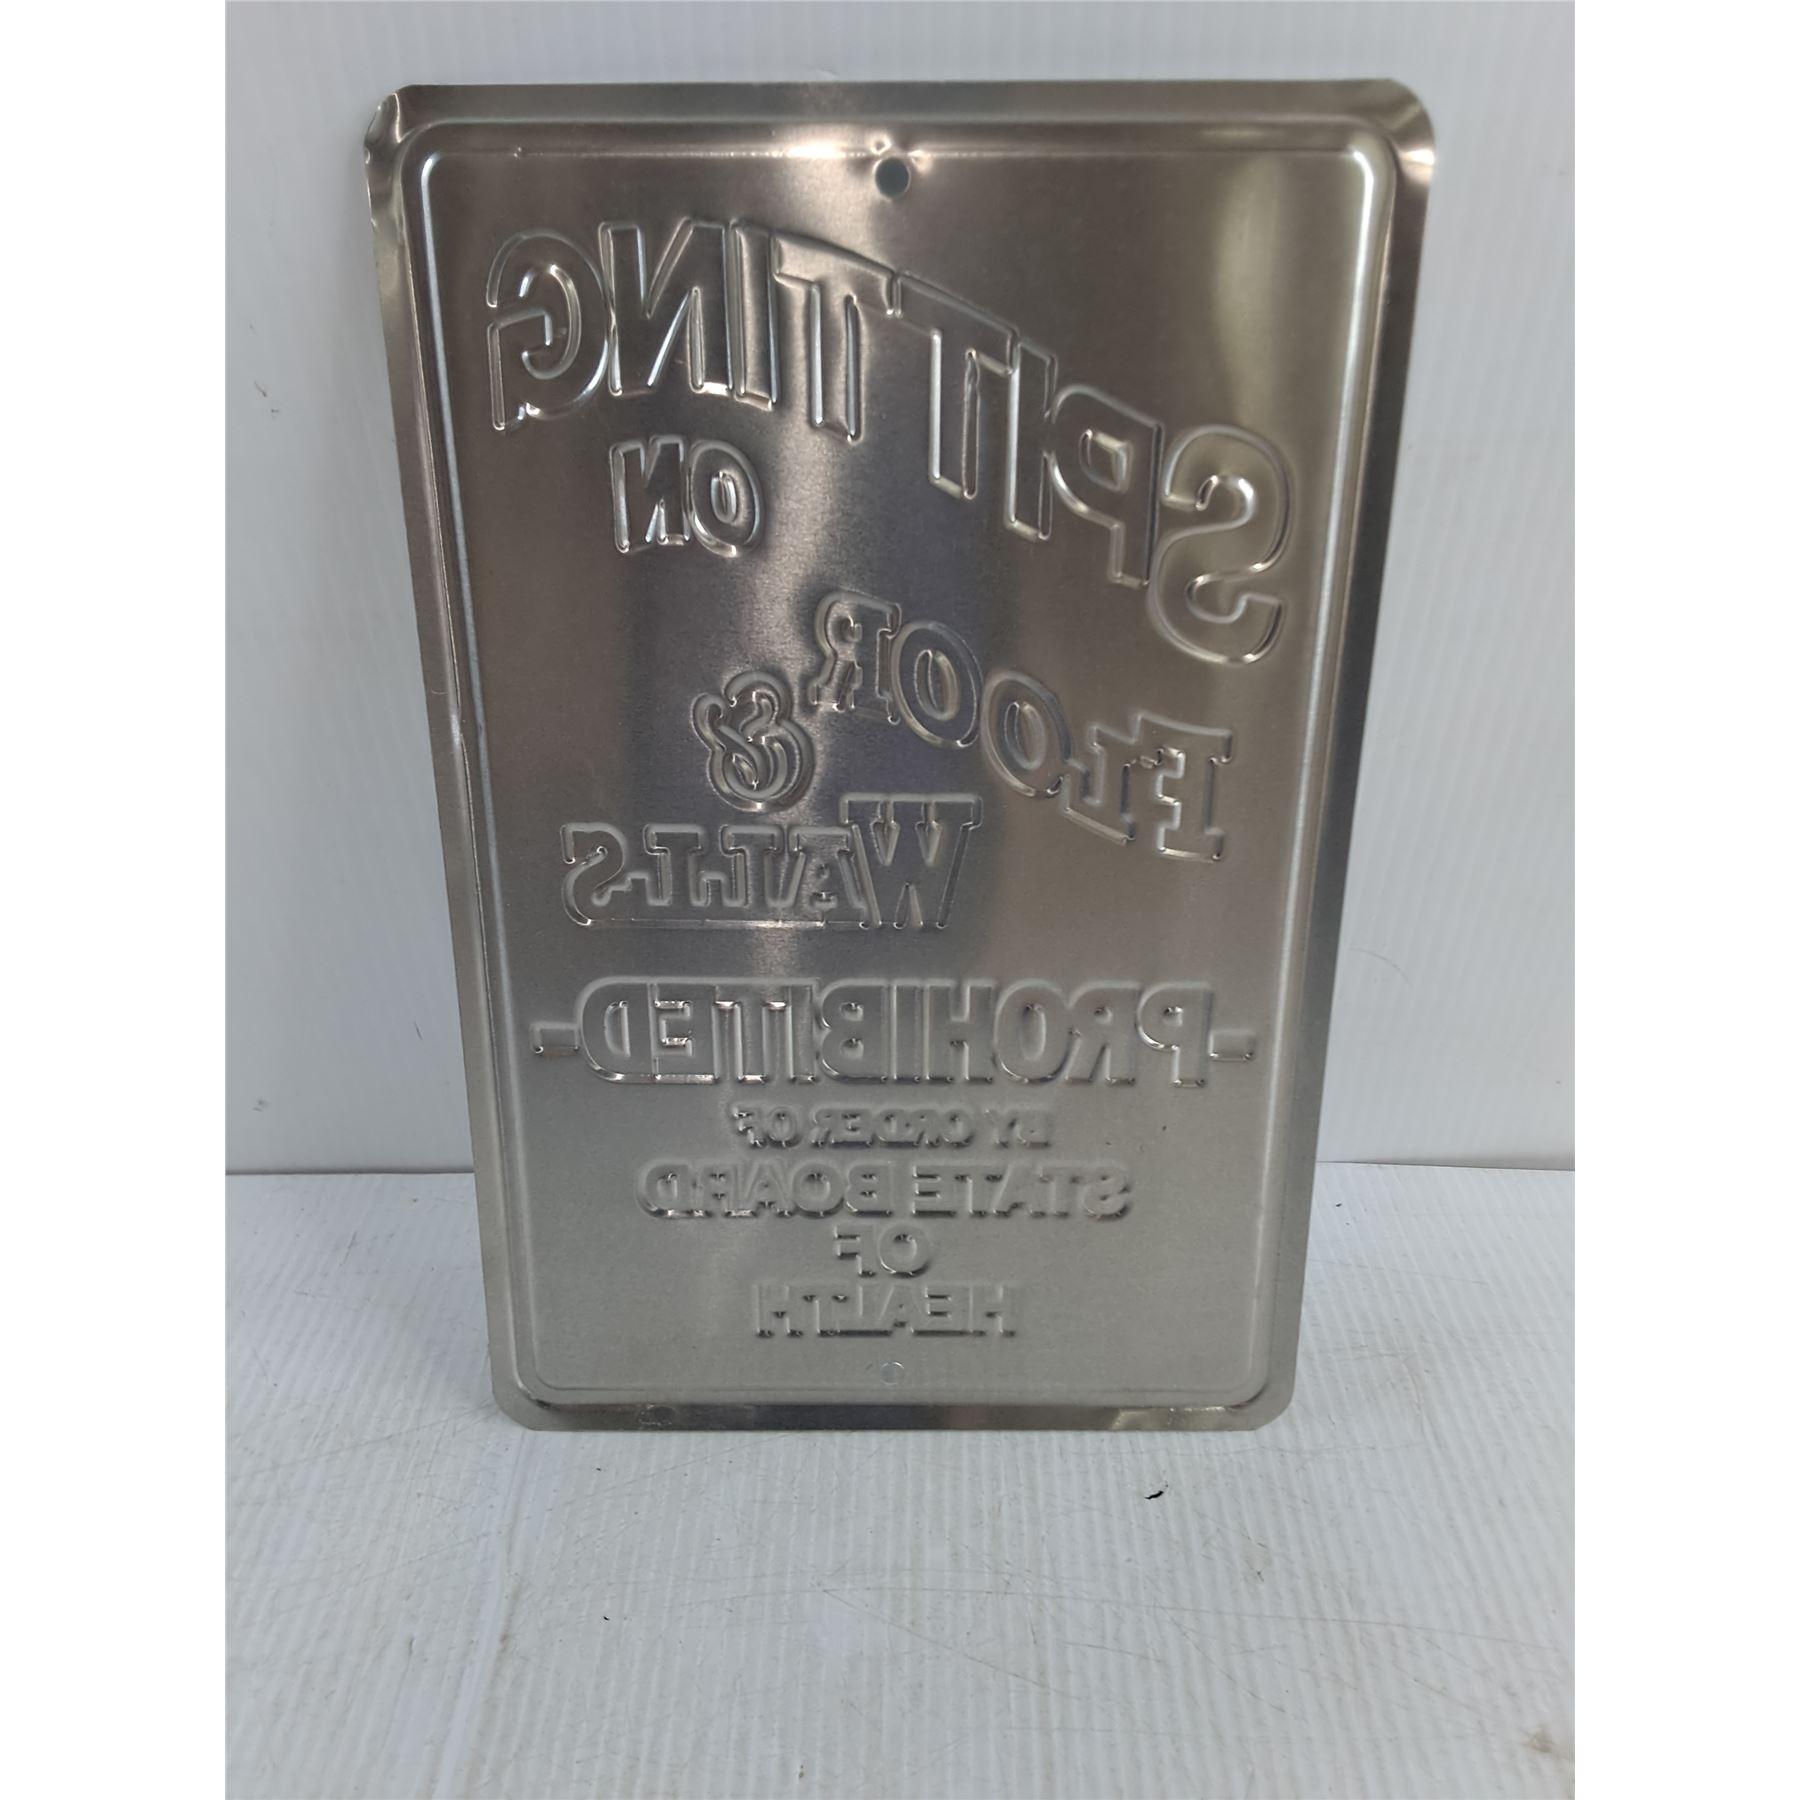 SPITTING
ON
FLOOR
&
WALLS
-PROHIBITED-
BY ORDER OF
STATE BOARD
OF
HEALTH